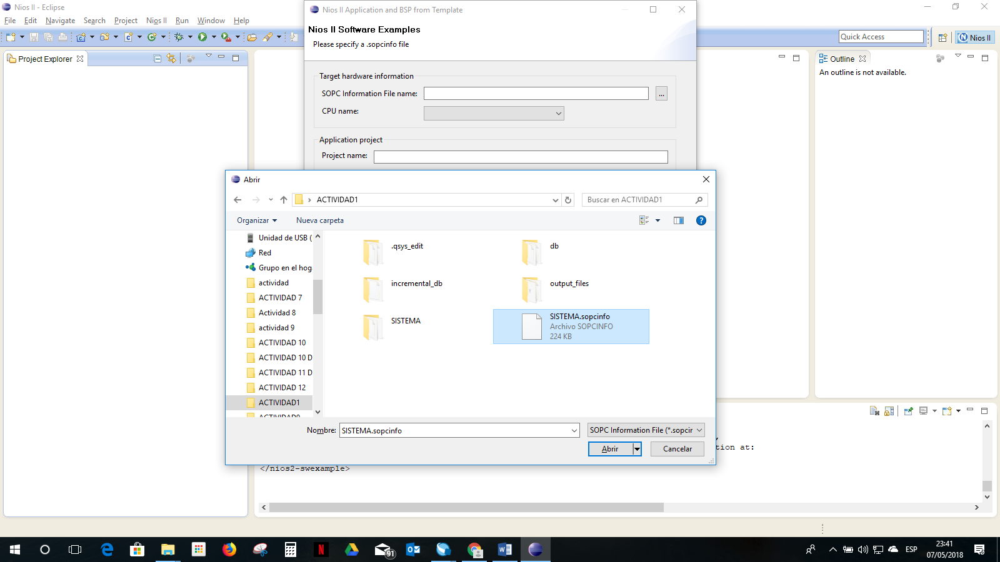 Nios II - Eclipse
File Edit Navigate Search Project Nios II Run Window Help
Quick Access
Nios II
Project Explorer
Outline
An outline is not available.
Nios II Application and BSP from Template
Nios II Software Examples
Please specify a .sopcinfo file
Target hardware information
SOPC Information File name:
...
CPU name:
Application project
Project name:
Abrir
ACTIVIDAD1
Buscar en ACTIVIDAD1
Organizar
Nueva carpeta
?
Unidad de USB (
Red
Grupo en el hog
actividad
ACTIVIDAD 7
Actividad 8
actividad 9
ACTIVIDAD 10
ACTIVIDAD 10 D
ACTIVIDAD 11 D
ACTIVIDAD 12
ACTIVIDAD1
.qsys_edit
db
incremental_db
output_files
SISTEMA
SISTEMA.sopcinfo
Archivo SOPCINFO
224 KB
Nombre:
SISTEMA.sopcinfo
SOPC Information File (*.sopcir
Abrir
Cancelar
tion at:
</nios2-swexample>
91
ESP
23:41
07/05/2018